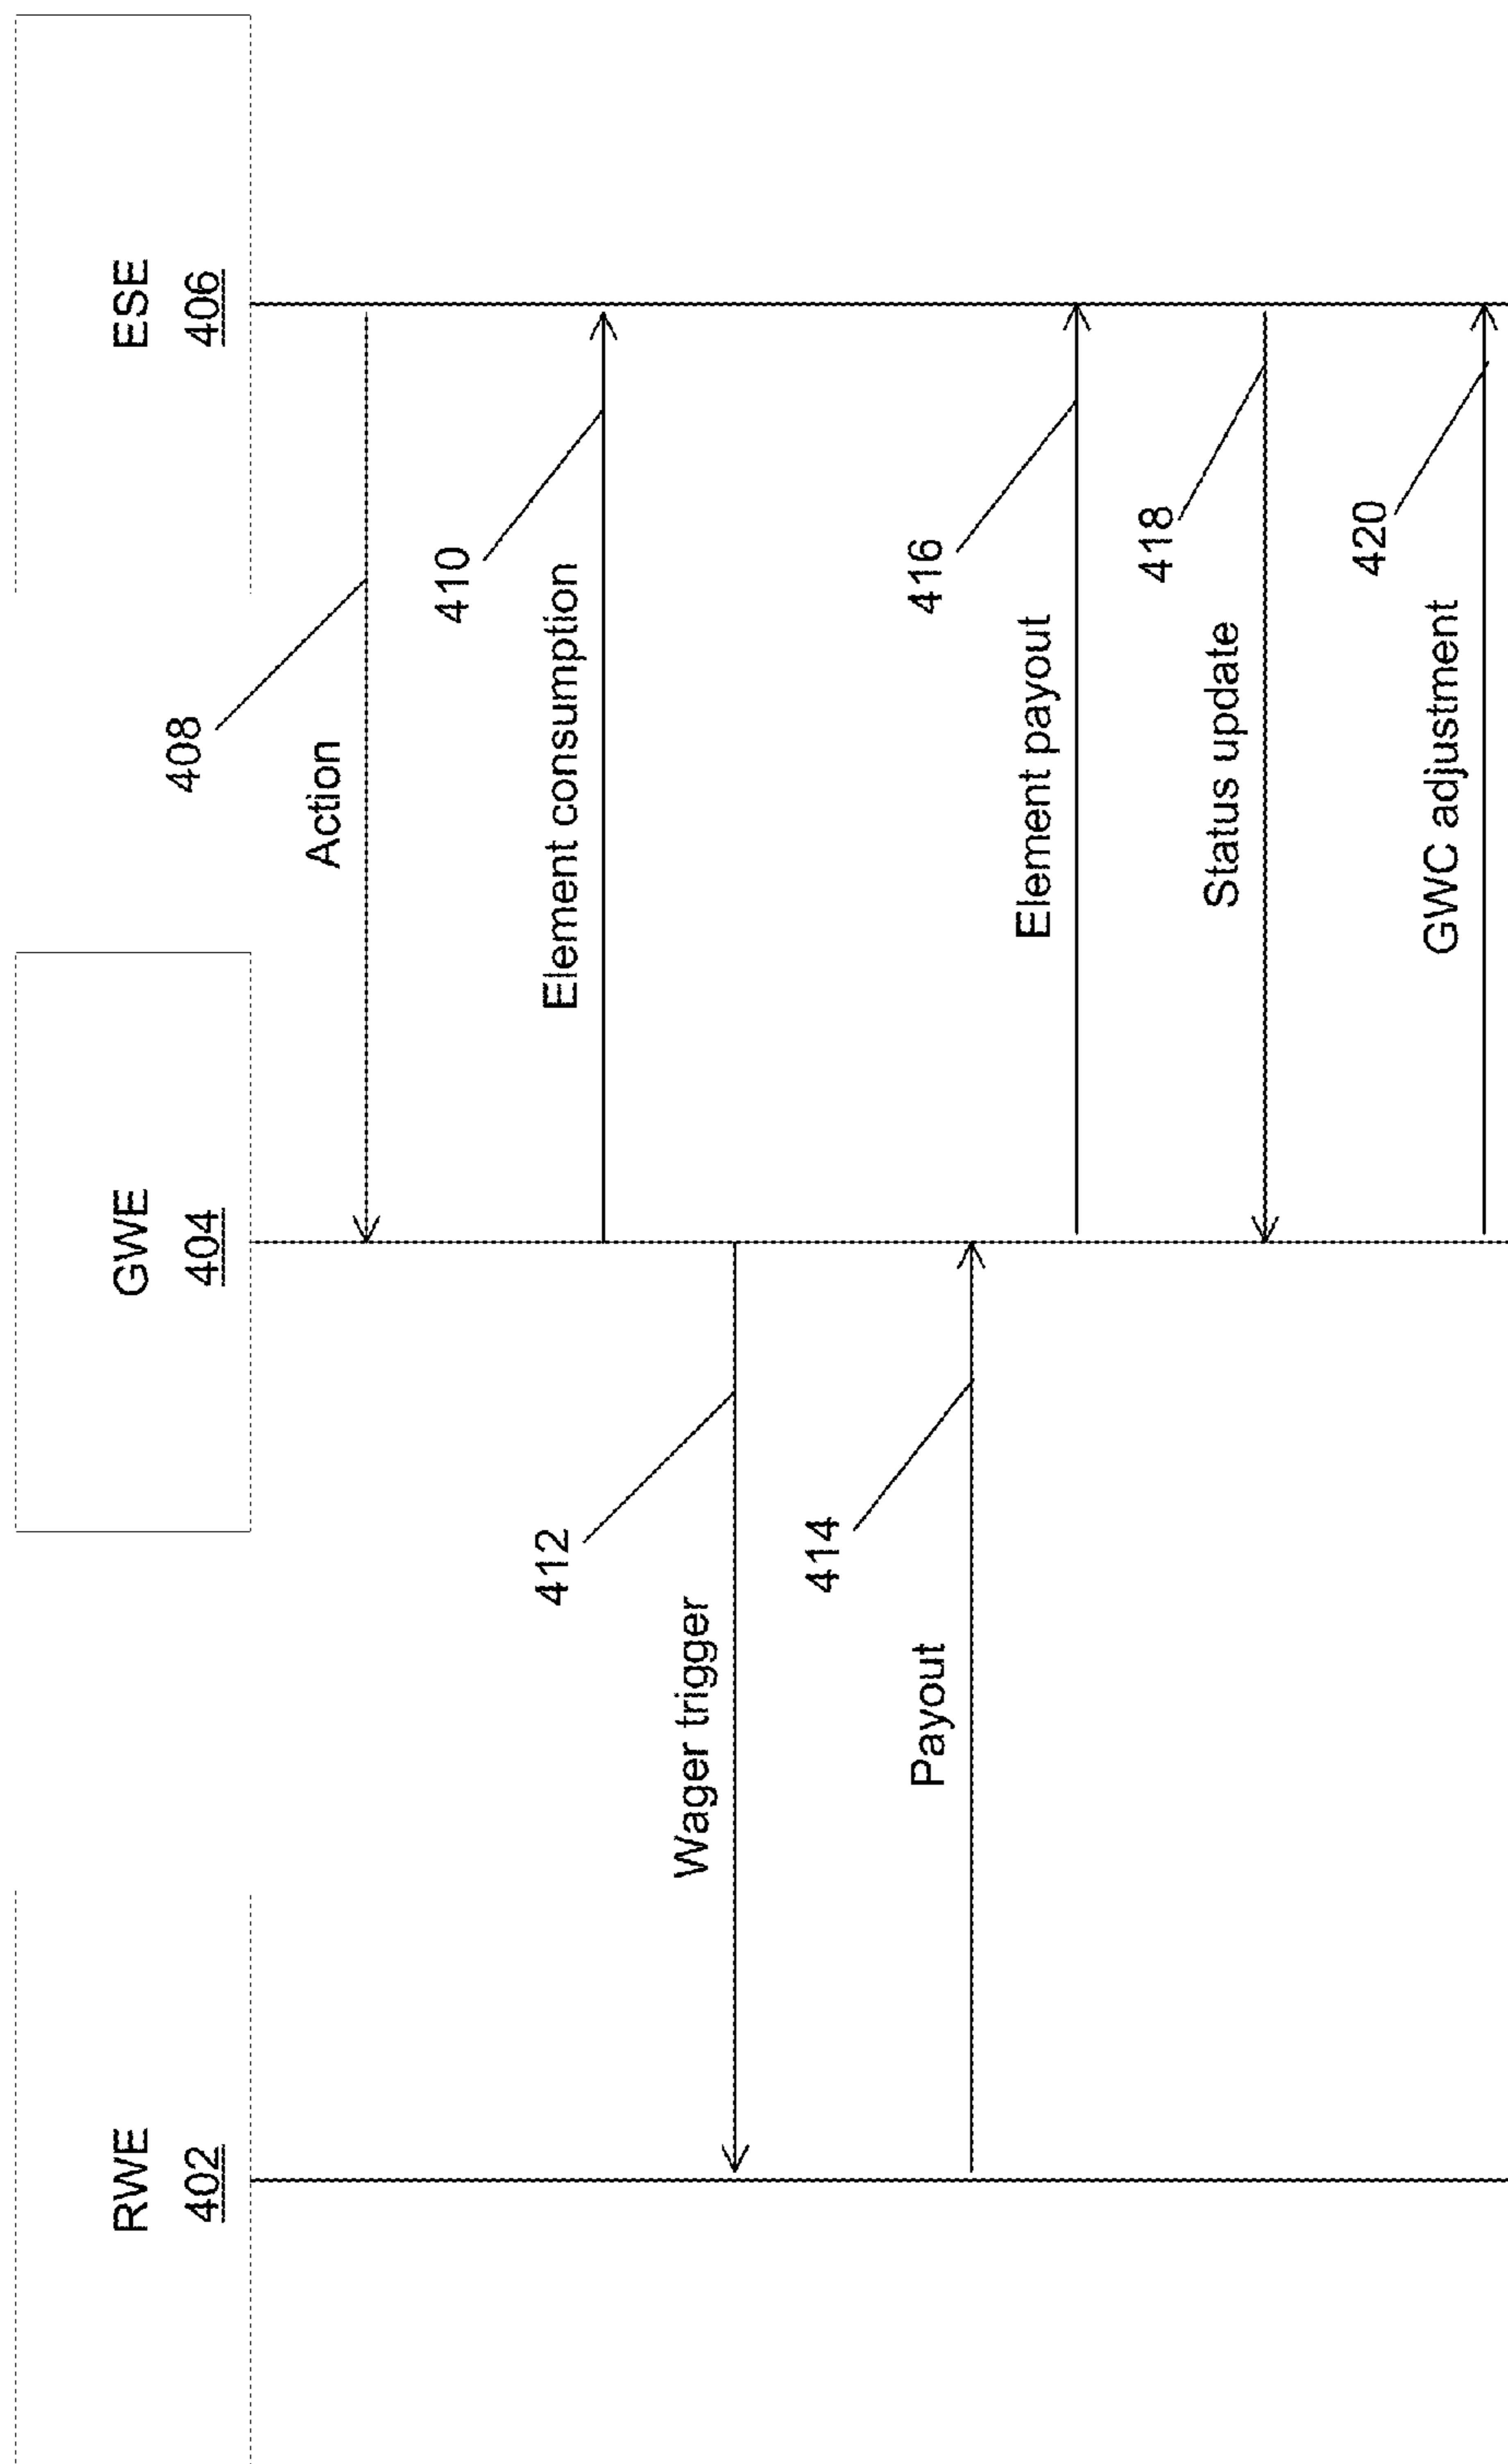 RWE
402
GWE
404
ESE
406
408
Action
410
Element consumption
412
Wager trigger
414
Payout
416
Element payout
418
Status update
420
GWC adjustment